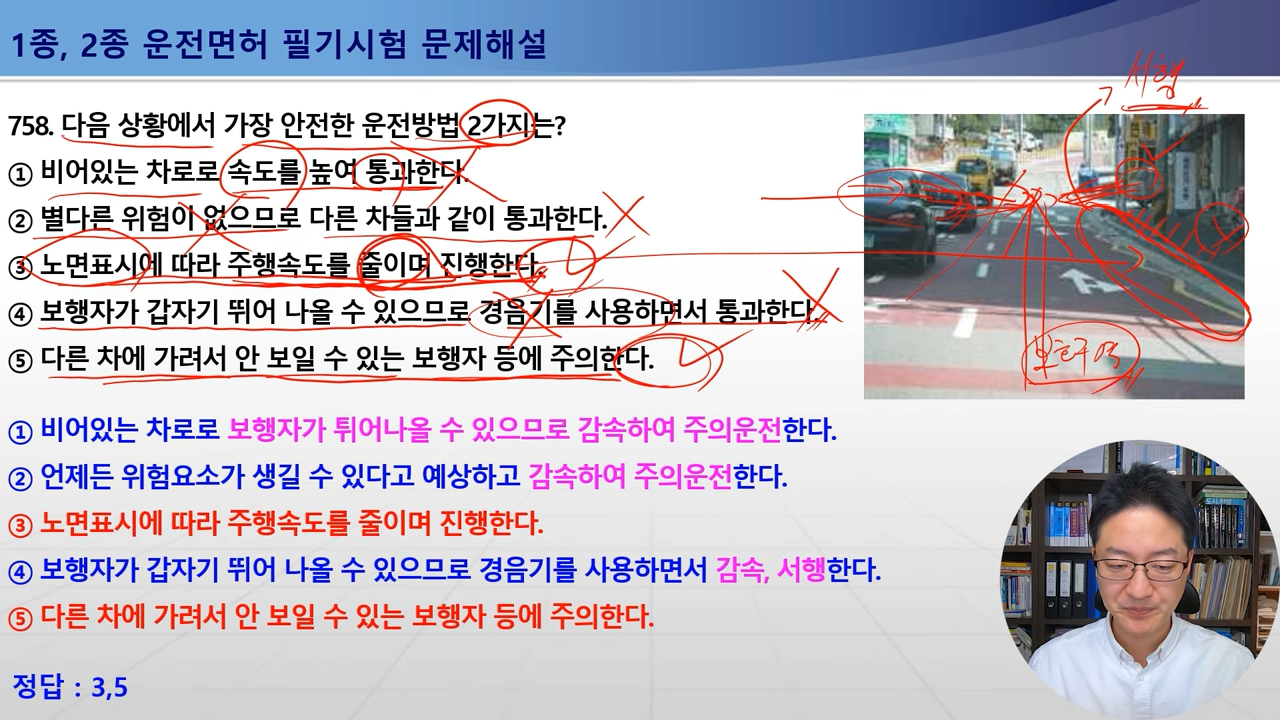 1종, 2종 운전면허 필기시험 문제해설
서행
758. 다음 상황에서 가장 안전한 운전방법 2가지는?
① 비어있는 차로로 속도를 높여 통과한다.
② 별다른 위험이 없으므로 다른 차들과 같이 통과한다.
③ 노면표시에 따라 주행속도를 줄이며 진행한다.
④ 보행자가 갑자기 뛰어 나올 수 있으므로 경음기를 사용하면서 통과한다.
⑤ 다른 차에 가려서 안 보일 수 있는 보행자 등에 주의한다.
보호구역
① 비어있는 차로로 보행자가 튀어나올 수 있으므로 감속하여 주의운전한다.
② 언제든 위험요소가 생길 수 있다고 예상하고 감속하여 주의운전한다.
③ 노면표시에 따라 주행속도를 줄이며 진행한다.
④ 보행자가 갑자기 뛰어 나올 수 있으므로 경음기를 사용하면서 감속, 서행한다.
⑤ 다른 차에 가려서 안 보일 수 있는 보행자 등에 주의한다.
정답 : 3,5